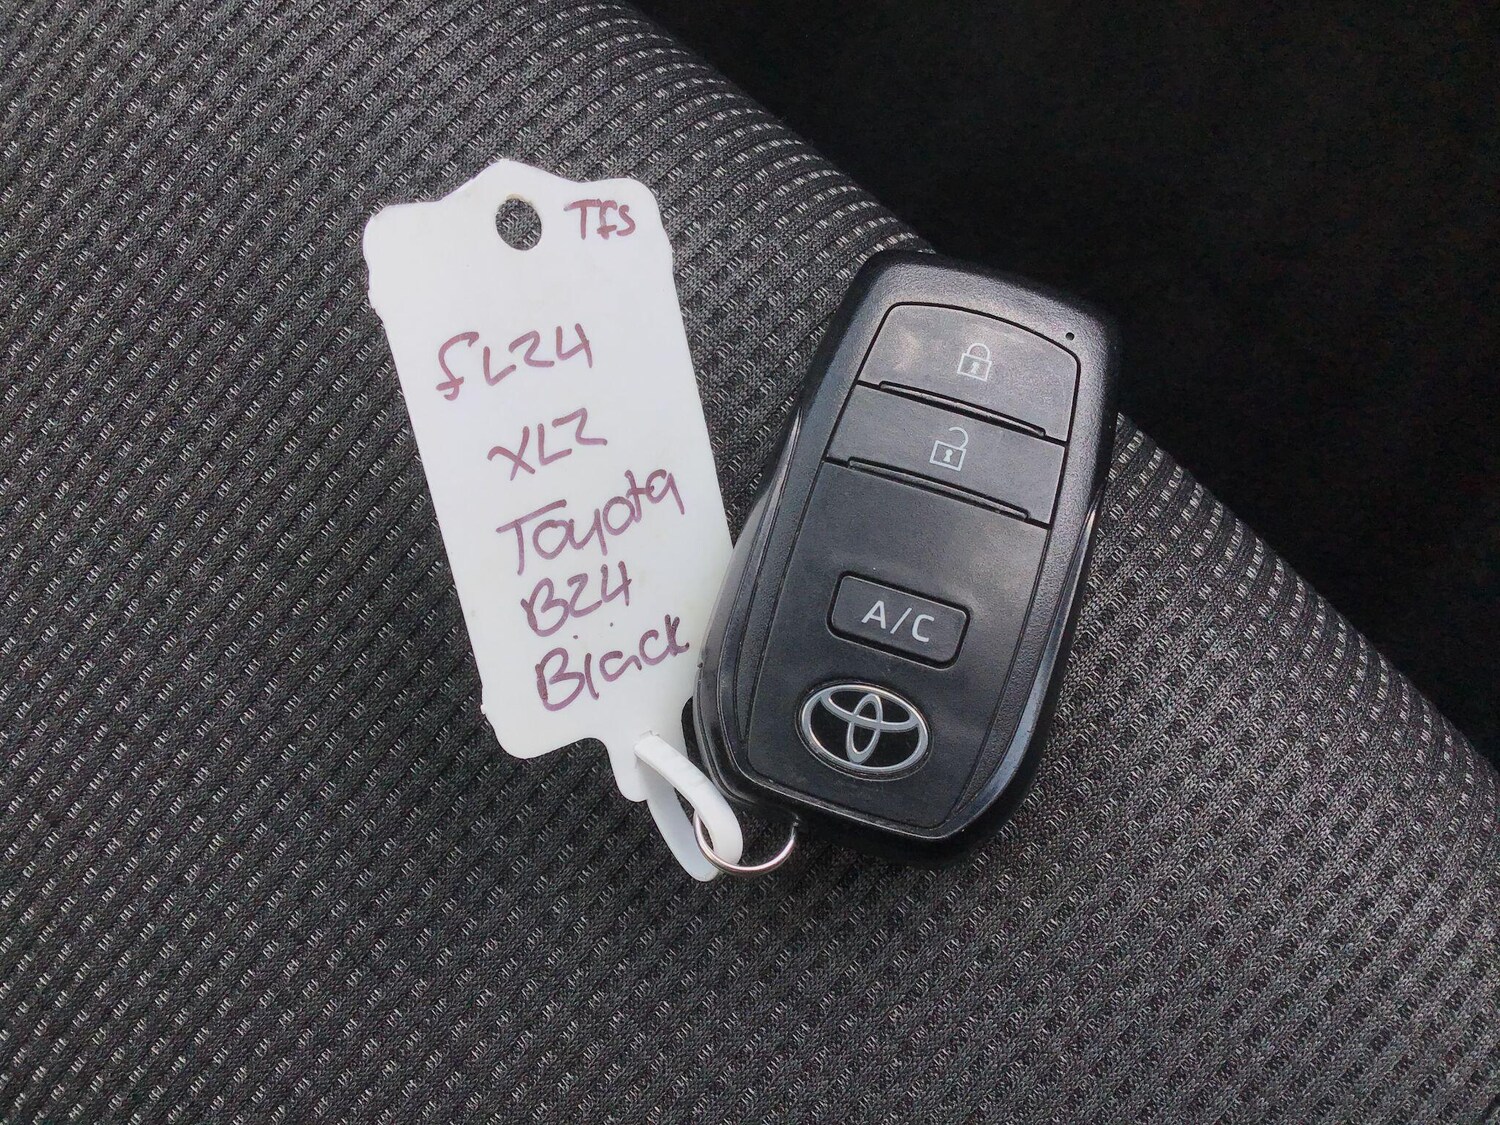 TFS
FL24
XLZ
Toyota
BZ4
Black
A/C